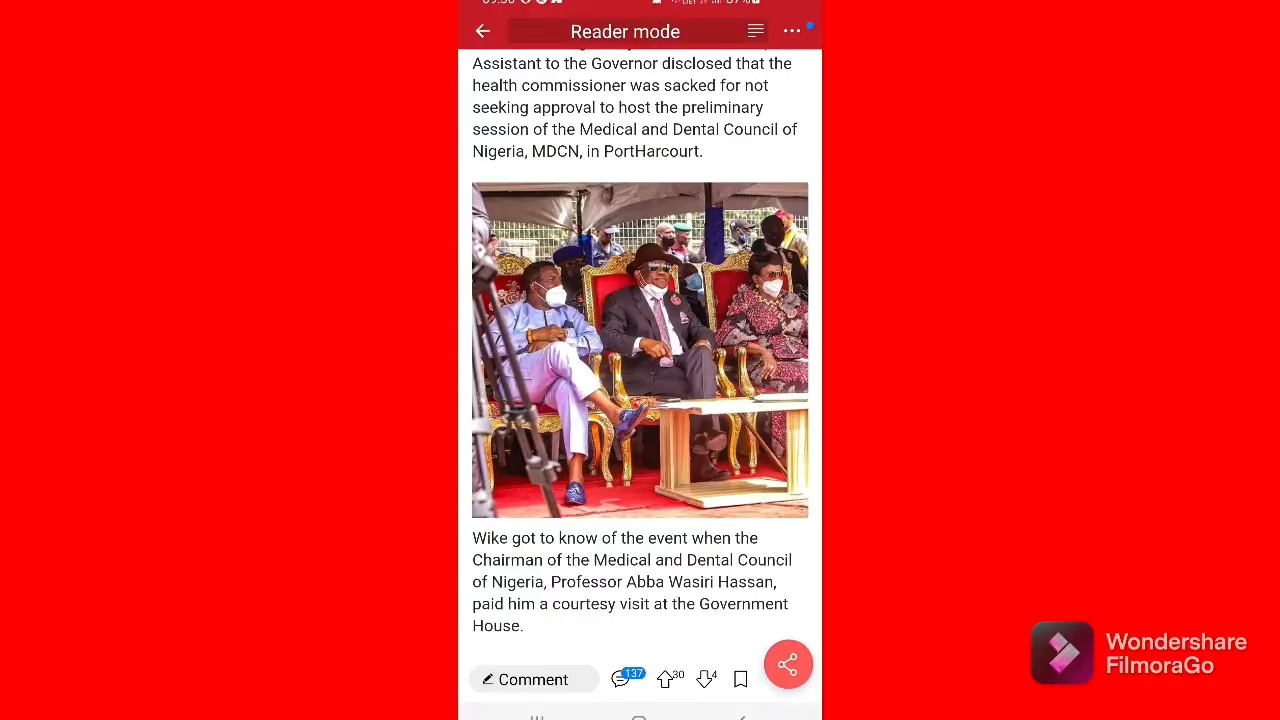 Reader mode
Assistant to the Governor disclosed that the
health commissioner was sacked for not
seeking approval to host the preliminary
session of the Medical and Dental Council of
Nigeria, MDCN, in PortHarcourt.
Wike got to know of the event when the
Chairman of the Medical and Dental Council
of Nigeria, Professor Abba Wasiri Hassan,
paid him a courtesy visit at the Government
House.
Comment 137 30 4
Wondershare
FilmoraGo